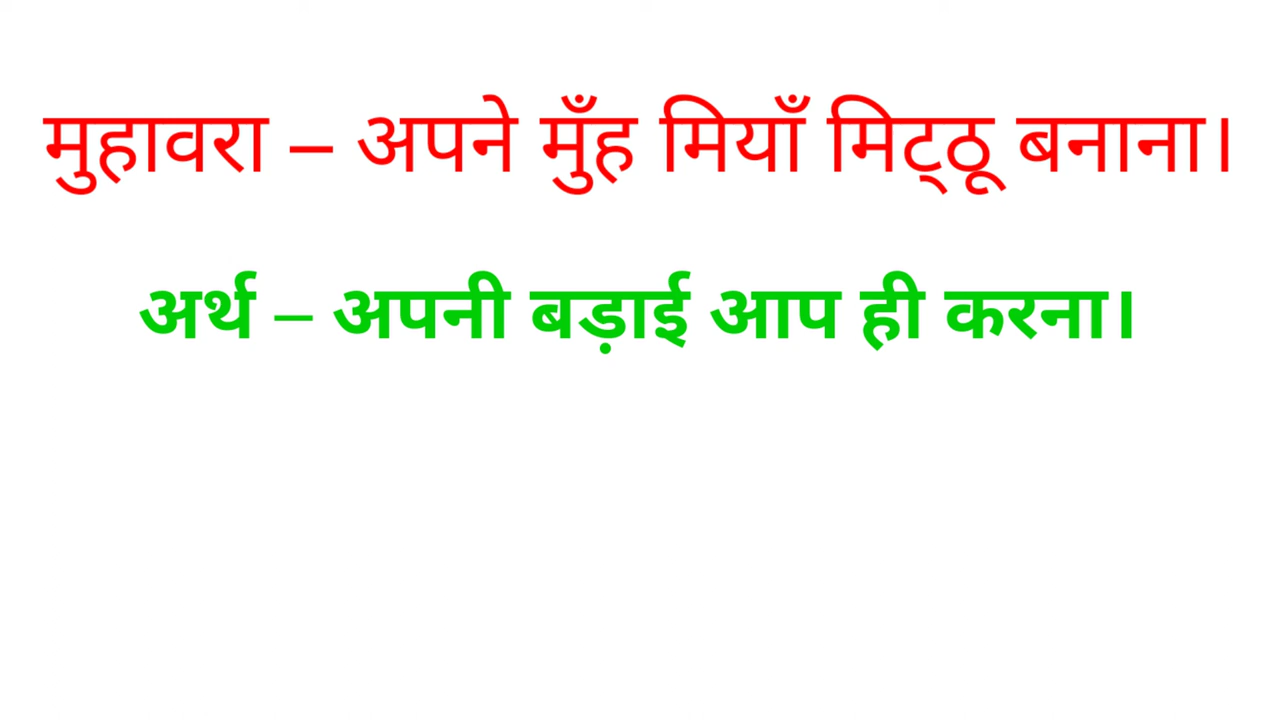 मुहावरा – अपने मुँह मियाँ मिट्ठू बनाना।
अर्थ – अपनी बड़ाई आप ही करना।